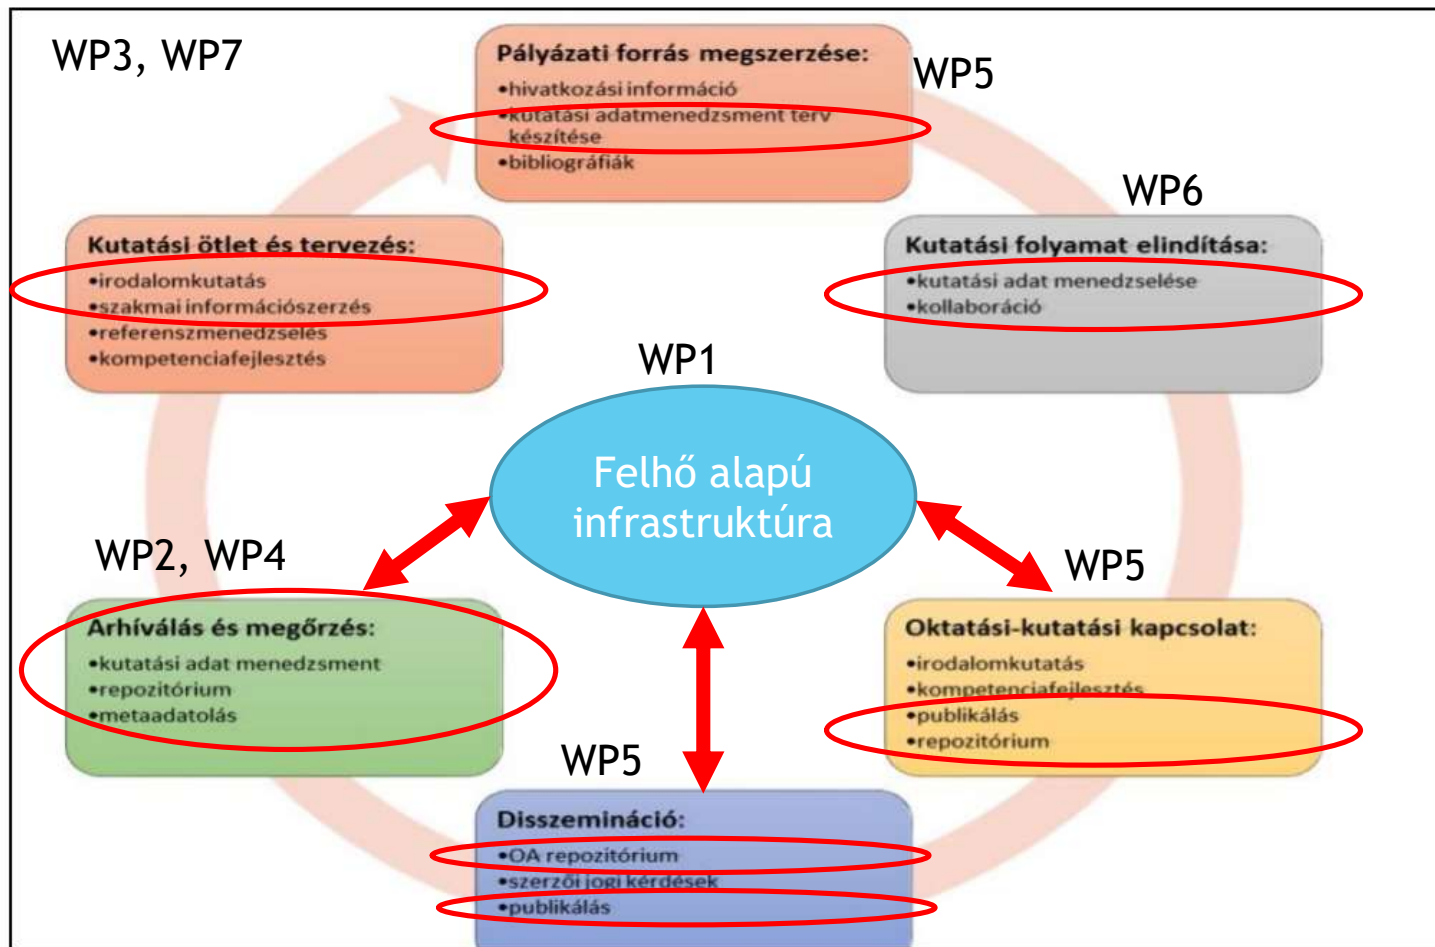 WP3, WP7
Pályázati forrás megszerzése:
•hivatkozási információ
•kutatási adatmenedzsment terv
készítése
•bibliográfiák
WP5
WP6
Kutatási ötlet és tervezés:
•irodalomkutatás
•szakmai információszerzés
•referenszmenedzselés
•kompetenciafejlesztés
Kutatási folyamat elindítása:
•kutatási adat menedzselése
•kollaboráció
WP1
Felhő alapú
infrastruktúra
WP2, WP4
Arhíválás és megőrzés:
•kutatási adat menedzsment
•repozitórium
•metaadatolás
WP5
Oktatási-kutatási kapcsolat:
•irodalomkutatás
•kompetenciafejlesztés
•publikálás
•repozitórium
WP5
Disszemináció:
•OA repozitórium
•szerzői jogi kérdések
•publikálás